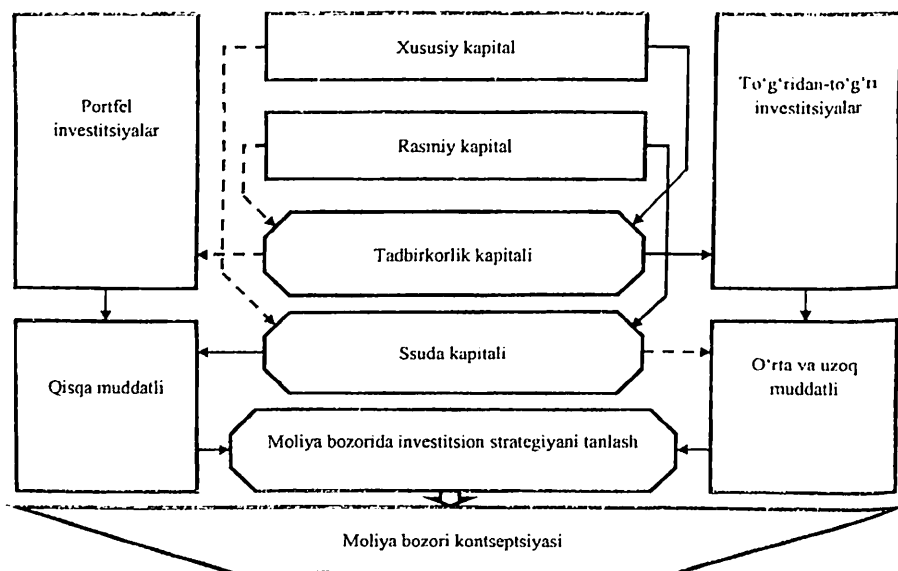 Xususiy kapital
Portfel
investitsiyalar
To‘g‘ridan-to‘g‘ri
investitsiyalar
Rasmiy kapital
Tadbirkorlik kapitali
Ssuda kapitali
Qisqa muddatli
O‘rta va uzoq
muddatli
Moliya bozorida investitsion strategiyani tanlash
Moliya bozori kontseptsiyasi